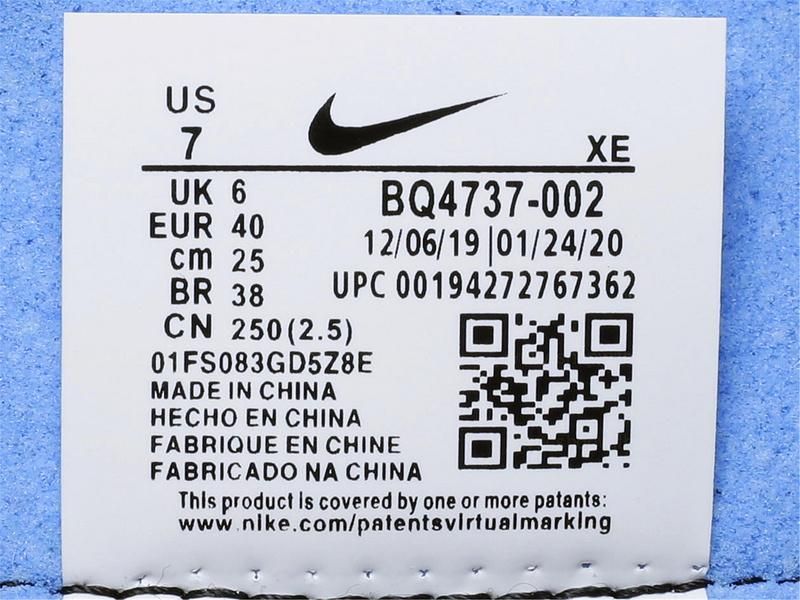 US
7
XE
UK 6
EUR 40
cm 25
BR 38
CN 250(2.5)
BQ4737-002
12/06/19|01/24/20
UPC 00194272767362
01FS083GD5Z8E
MADE IN CHINA
HECHO EN CHINA
FABRIQUE EN CHINE
FABRICADO NA CHINA
This product is covered by one or more patants:
www.nike.com/patentsvirtualmarking